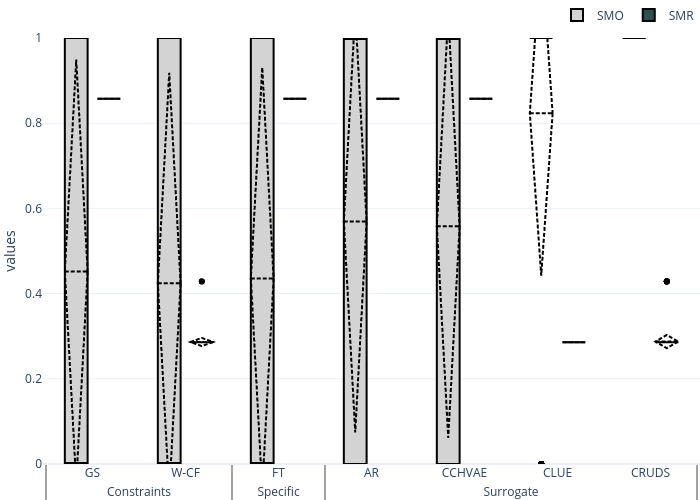 SMO SMR
1
0.8
0.6
0.4
0.2
0
values
GS W-CF FT AR CCHVAE CLUE CRUDS
Constraints Specific Surrogate